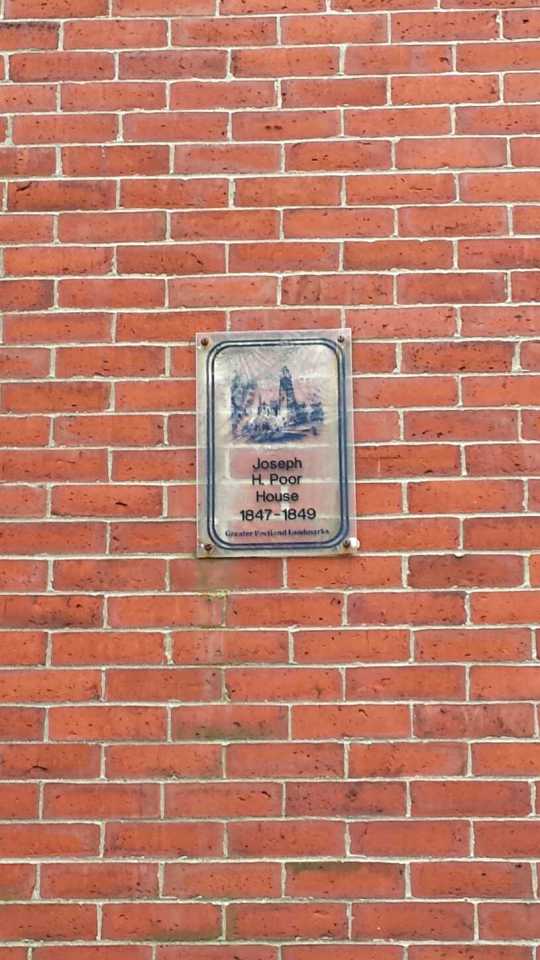 Joseph
H. Poor
House
1847-1849
Greater Portland Landmarks